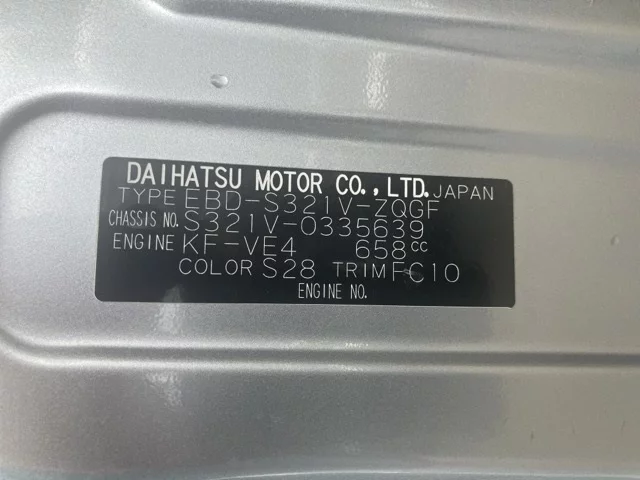 DAIHATSU MOTOR CO.,LTD. JAPAN
TYPE EBD-S321V-ZQGF
CHASSIS NO. S321V-0335639
ENGINE KF-VE4 658cc
COLOR S28 TRIM FC10
ENGINE NO.